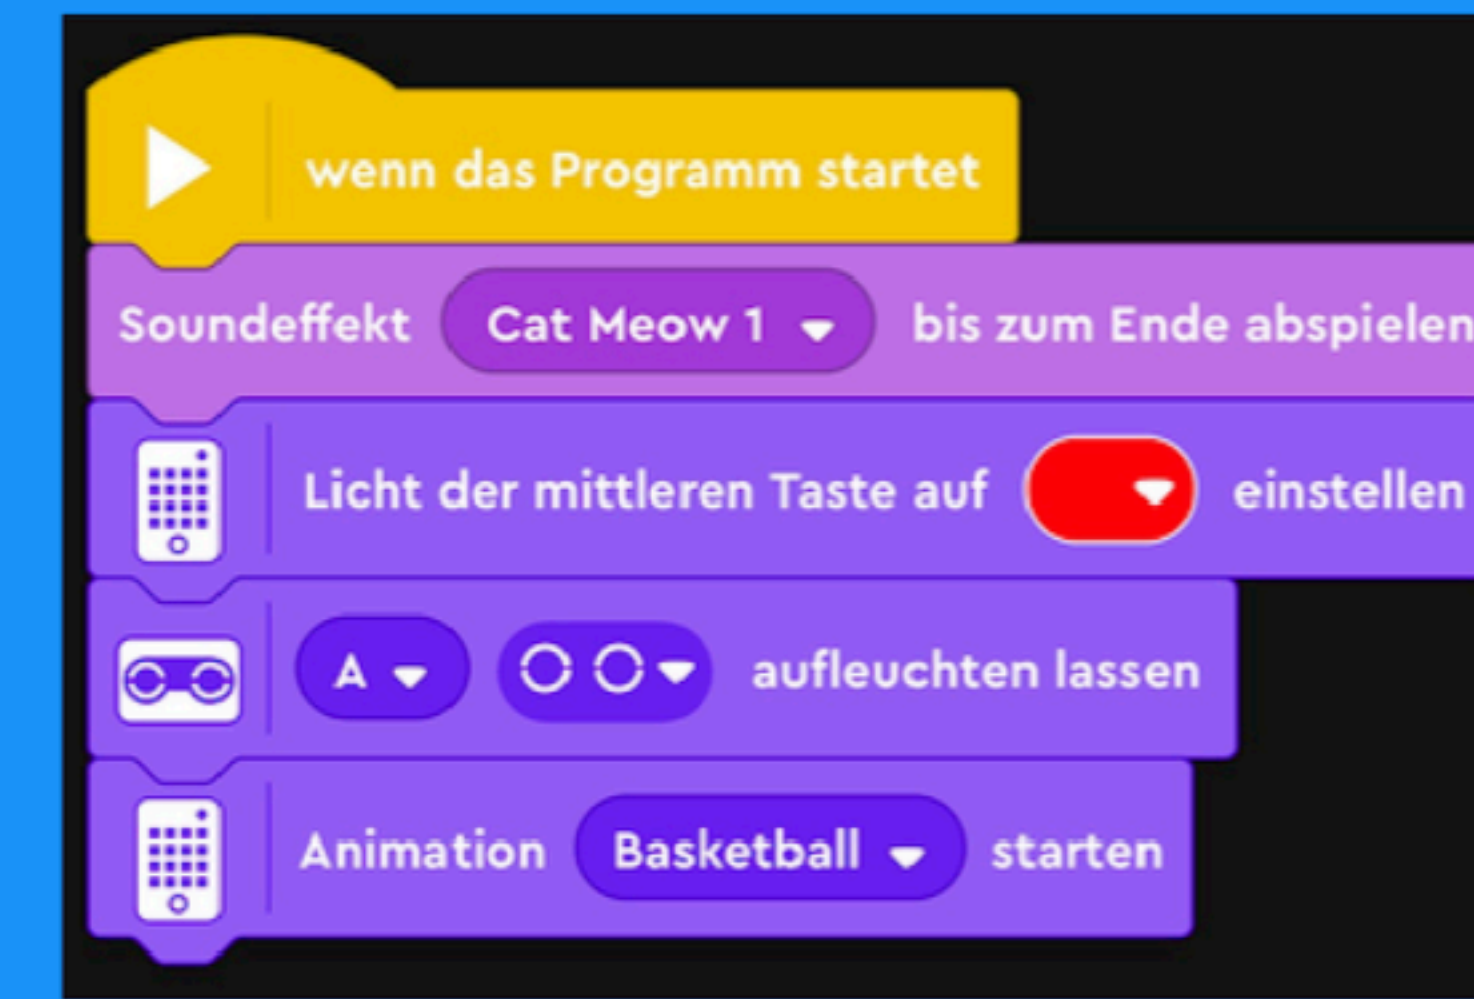 wenn das Programm startet
Soundeffekt Cat Meow 1 bis zum Ende abspielen
Licht der mittleren Taste auf einstellen
A aufleuchten lassen
Animation Basketball starten